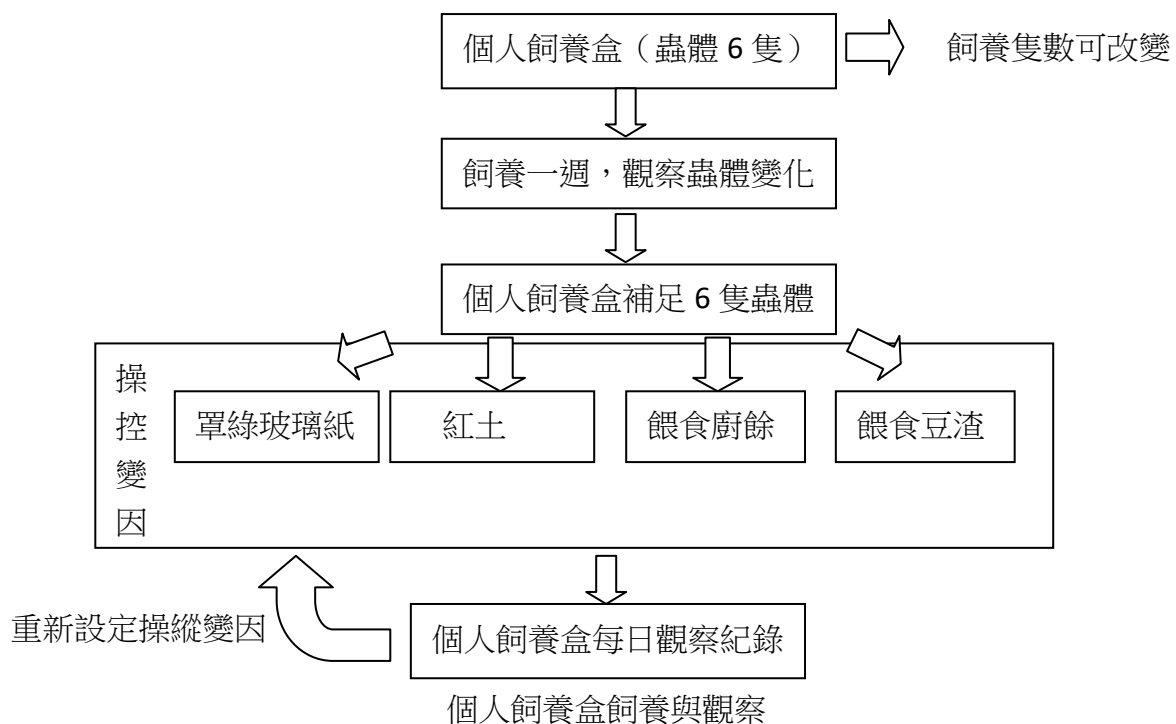 個人飼養盒（蟲體 6 隻）
飼養隻數可改變
飼養一週，觀察蟲體變化
個人飼養盒補足 6 隻蟲體
操
控
變
因
罩綠玻璃紙
紅土
餵食廚餘
餵食豆渣
重新設定操縱變因
個人飼養盒每日觀察紀錄
個人飼養盒飼養與觀察